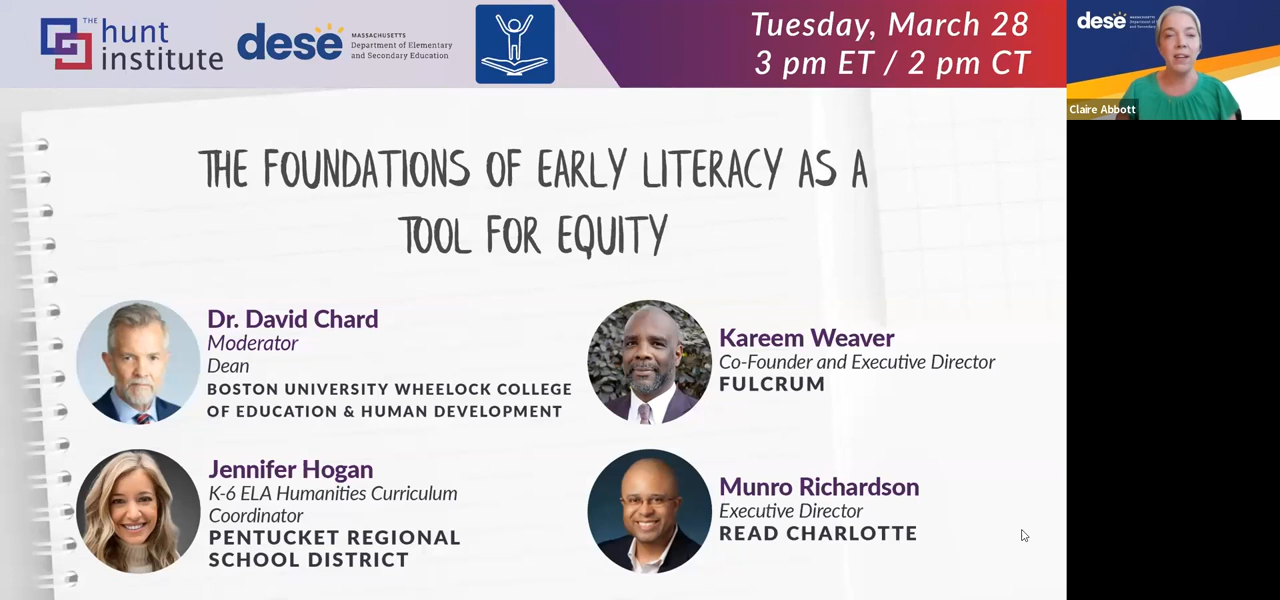 THE
hunt
institute
dese
MASSACHUSETTS
Department of Elementary
and Secondary Education
Tuesday, March 28
3 pm ET / 2 pm CT
dese
Claire Abbott
THE FOUNDATIONS OF EARLY LITERACY AS A
TOOL FOR EQUITY
Dr. David Chard
Moderator
Dean
BOSTON UNIVERSITY WHEELOCK COLLEGE
OF EDUCATION & HUMAN DEVELOPMENT
Kareem Weaver
Co-Founder and Executive Director
FULCRUM
Jennifer Hogan
K-6 ELA Humanities Curriculum
Coordinator
PENTUCKET REGIONAL
SCHOOL DISTRICT
Munro Richardson
Executive Director
READ CHARLOTTE